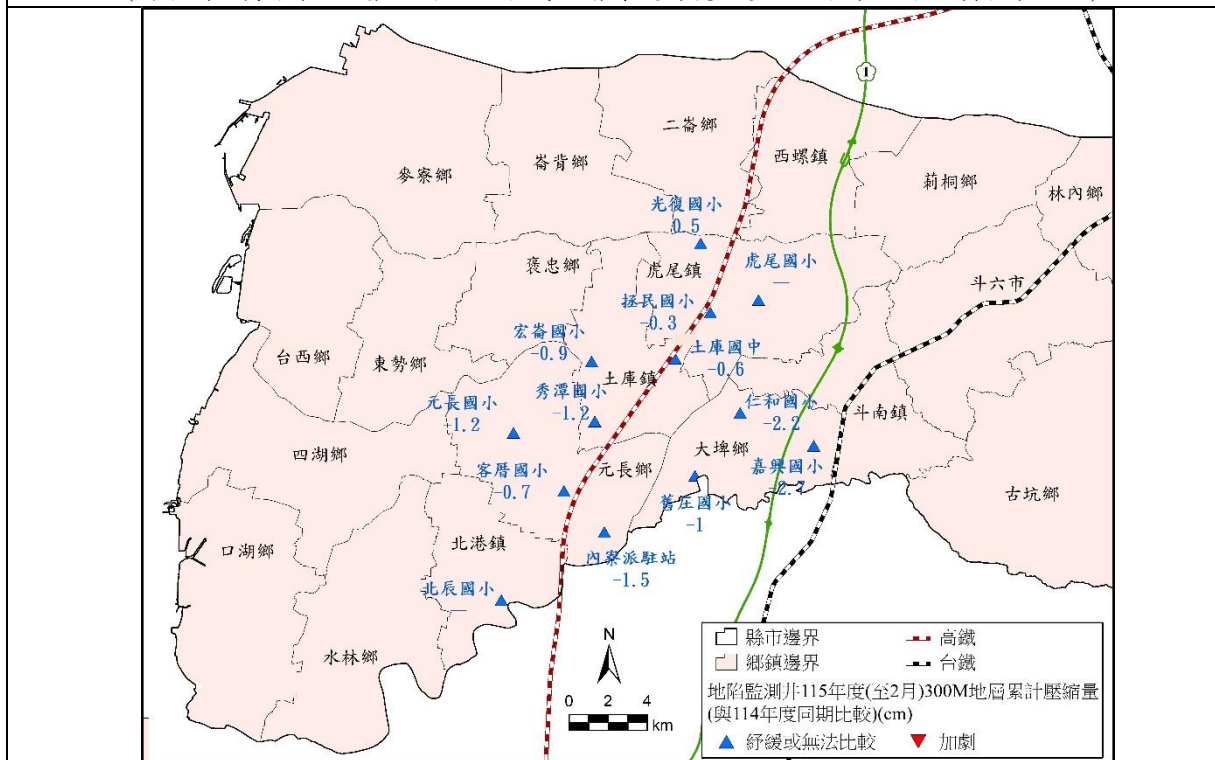 1
二崙鄉
西螺鎮
崙背鄉
麥寮鄉
莿桐鄉
林內鄉
光復國小
0.5
褒忠鄉
虎尾鎮
虎尾國小
—
斗六市
拯民國小
-0.3
宏崙國小
-0.9
土庫國中
-0.6
台西鄉
東勢鄉
土庫鎮
秀潭國小
-1.2
元長國小
-1.2
仁和國小
-2.2
斗南鎮
四湖鄉
大埤鄉
嘉興國小
-2.7
客厝國小
-0.7
元長鄉
舊庄國小
-1
古坑鄉
口湖鄉
北港鎮
內寮派駐站
-1.5
北辰國小
—
水林鄉
N
0 2 4
km
縣市邊界 高鐵
鄉鎮邊界 台鐵
地陷監測井115年度(至2月)300M地層累計壓縮量
(與114年度同期比較)(cm)
紓緩或無法比較 加劇